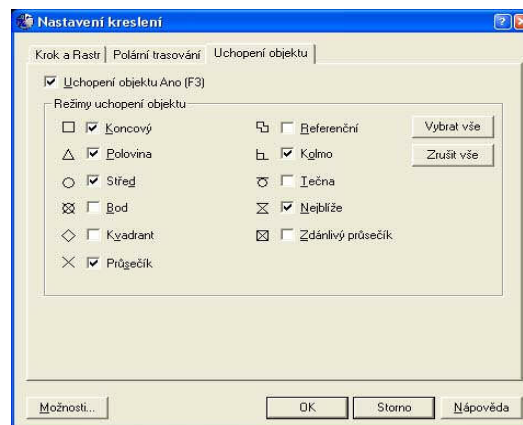 Nastavení kreslení
Krok a Rastr Polární trasování Uchopení objektu
Uchopení objektu Ano (F3)
Režimy uchopení objektu
Koncový
Polovina
Střed
Bod
Kvadrant
Průsečík
Referenční
Kolmo
Tečna
Nejblíže
Zdánlivý průsečík
Vybrat vše
Zrušit vše
Možnosti...
OK
Storno
Nápověda